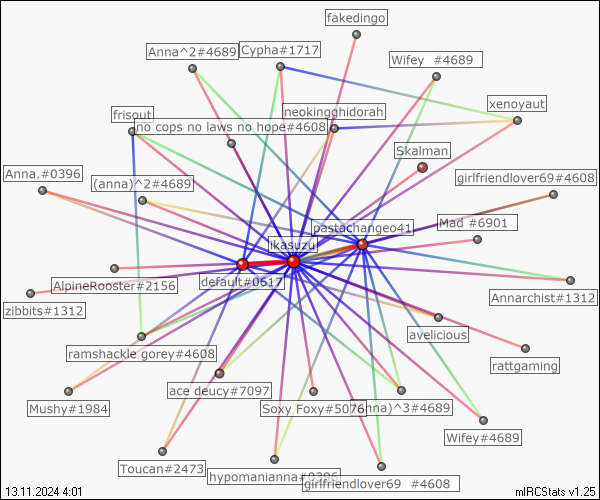 fakedingo
Anna^2#4689
Cypha#1717
Wifey #4689
xenoyaut
neokingghidorah
frisout
no cops no laws no hope#4608
Skalman
Anna.#0396
(anna)^2#4689
girlfriendlover69#4608
Mad #6901
pastachangeo41
likasuzu
default#0617
AlpineRooster#2156
Annarchist#1312
zibbits#1312
avelicious
ramshackle gorey#4608
rattgaming
ace deucy#7097
Mushy#1984
Soxy Foxy#5076
nna)^3#4689
Wifey#4689
Toucan#2473
hypomanianna#0396
girlfriendlover69 #4608
13.11.2024 4:01
mIRCStats v1.25